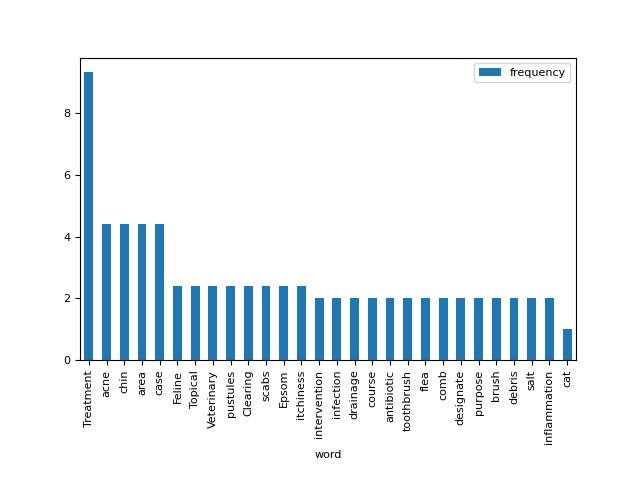 frequency
8
6
4
2
0
Treatment
acne
chin
area
case
Feline
Topical
Veterinary
pustules
Clearing
scabs
Epsom
itchiness
intervention
infection
drainage
course
antibiotic
toothbrush
flea
comb
designate
purpose
brush
debris
salt
inflammation
cat
word